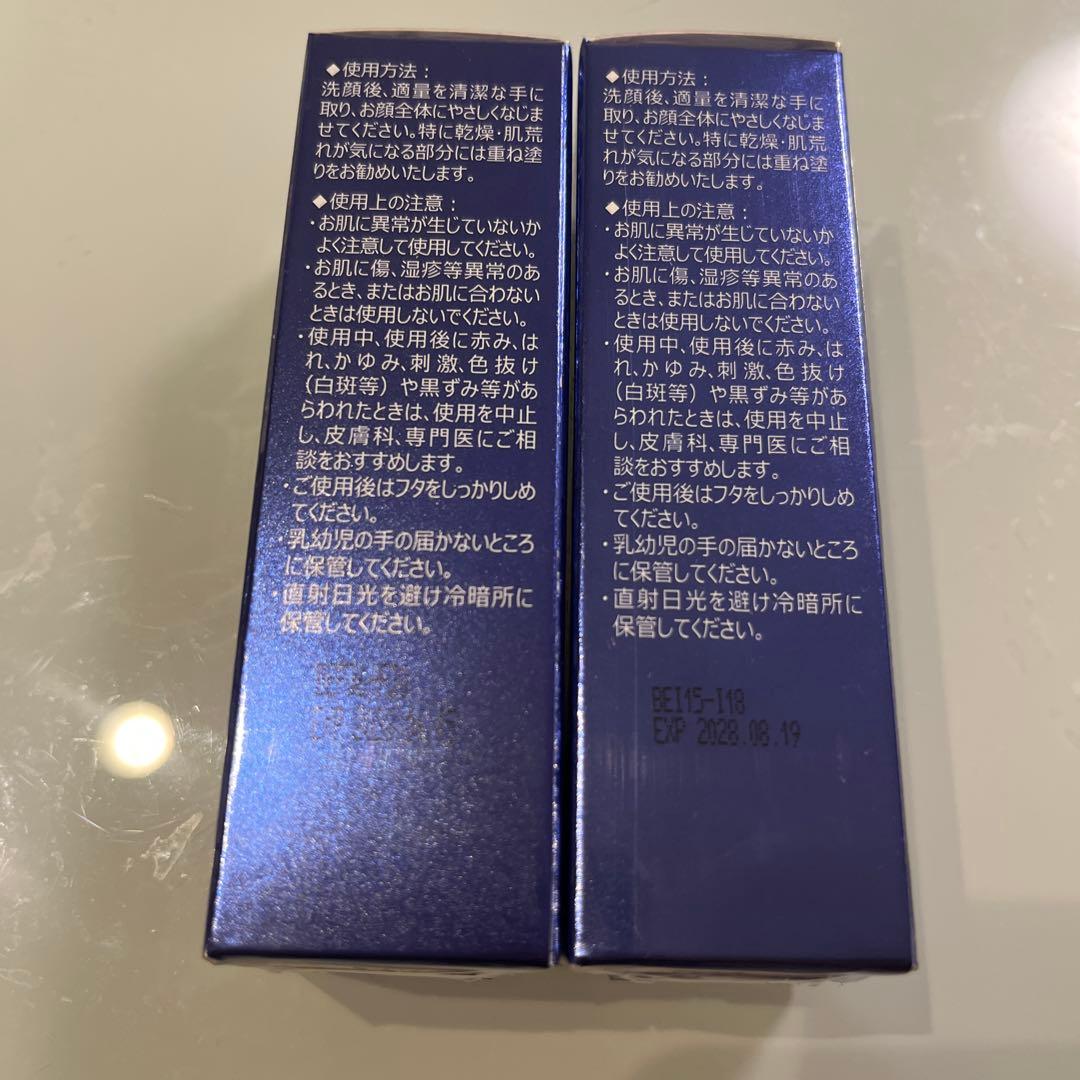 ◆使用方法：
洗顔後、適量を清潔な手に
取り、お顔全体にやさしくなじま
せてください。特に乾燥・肌荒
れが気になる部分には重ね塗
りをお勧めいたします。
◆使用上の注意：
・お肌に異常が生じていないか
よく注意して使用してください。
・お肌に傷、湿疹等異常のあ
るとき、またはお肌に合わない
ときは使用しないでください。
・使用中、使用後に赤み、は
れ、かゆみ、刺激、色抜け
（白斑等）や黒ずみ等があ
らわれたときは、使用を中止
し、皮膚科、専門医にご相
談をおすすめします。
・ご使用後はフタをしっかりしめ
てください。
・乳幼児の手の届かないところ
に保管してください。
・直射日光を避け冷暗所に
保管してください。
◆使用方法：
洗顔後、適量を清潔な手に
取り、お顔全体にやさしくなじま
せてください。特に乾燥・肌荒
れが気になる部分には重ね塗
りをお勧めいたします。
◆使用上の注意：
・お肌に異常が生じていないか
よく注意して使用してください。
・お肌に傷、湿疹等異常のあ
るとき、またはお肌に合わない
ときは使用しないでください。
・使用中、使用後に赤み、は
れ、かゆみ、刺激、色抜け
（白斑等）や黒ずみ等があ
らわれたときは、使用を中止
し、皮膚科、専門医にご相
談をおすすめします。
・ご使用後はフタをしっかりしめ
てください。
・乳幼児の手の届かないところ
に保管してください。
・直射日光を避け冷暗所に
保管してください。
BEI15-I18
EXP 2028.08.19